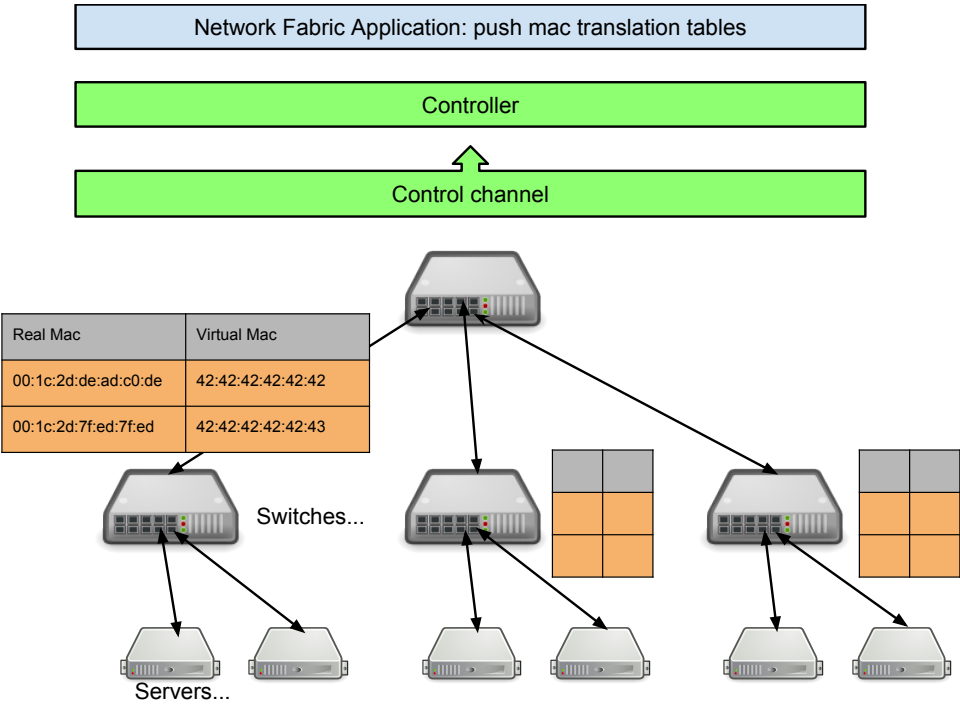 Network Fabric Application: push mac translation tables
Controller
Control channel
Real Mac Virtual Mac
00:1c:2d:de:ad:c0:de 42:42:42:42:42:42
00:1c:2d:7f:ed:7f:ed 42:42:42:42:42:43
Switches...
Servers...